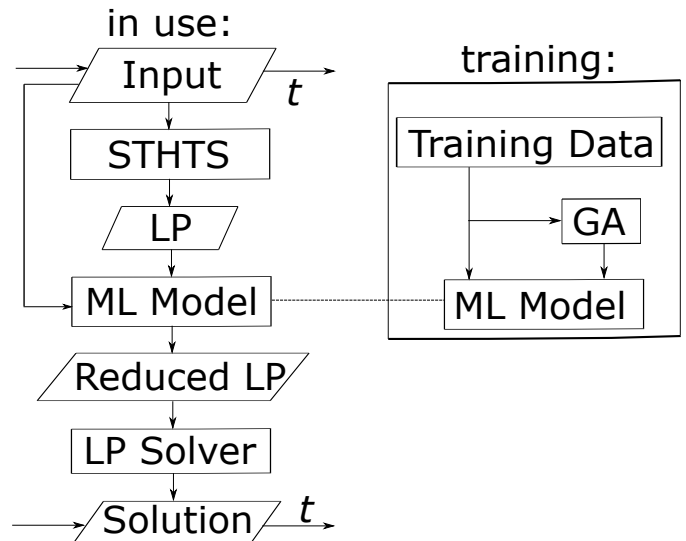 in use:
Input
t
STHTS
LP
ML Model
Reduced LP
LP Solver
Solution
t
training:
Training Data
GA
ML Model